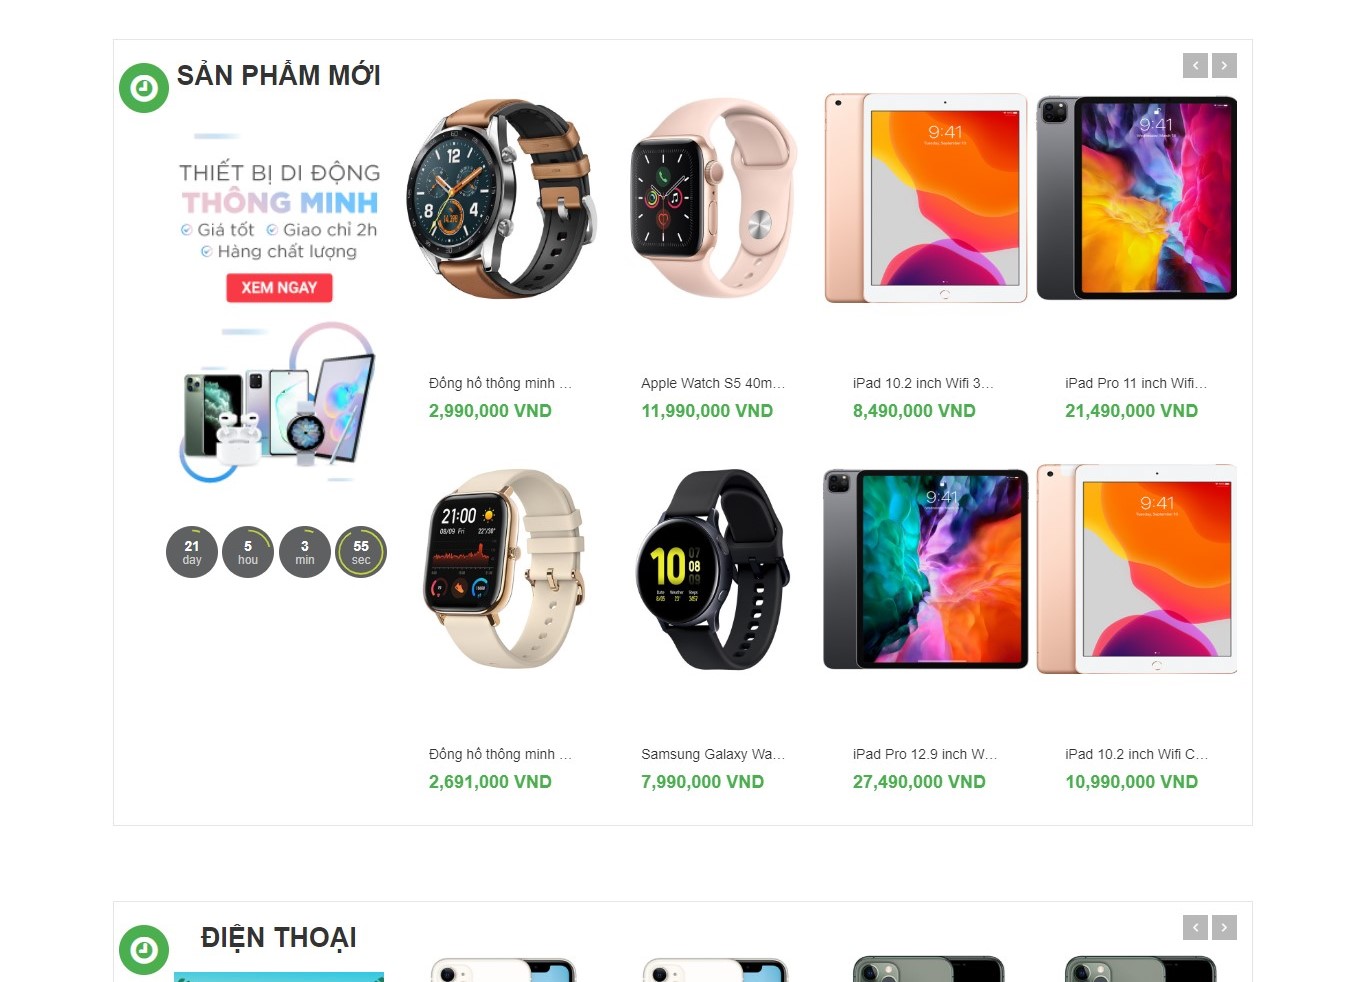 SẢN PHẨM MỚI
THIẾT BỊ DI ĐỘNG
THÔNG MINH
Giá tốt Giao chỉ 2h
Hàng chất lượng
XEM NGAY
21 day 5 hou 3 min 55 sec
12
8 4
9:41 9:41
Đồng hồ thông minh ... Apple Watch S5 40m... iPad 10.2 inch Wifi 3... iPad Pro 11 inch Wifi...
2,990,000 VND 11,990,000 VND 8,490,000 VND 21,490,000 VND
21:00
08/09 Fri 22°/30°
10 07
08
09
9:41 9:41
Đồng hồ thông minh ... Samsung Galaxy Wa... iPad Pro 12.9 inch W... iPad 10.2 inch Wifi C...
2,691,000 VND 7,990,000 VND 27,490,000 VND 10,990,000 VND
ĐIỆN THOẠI